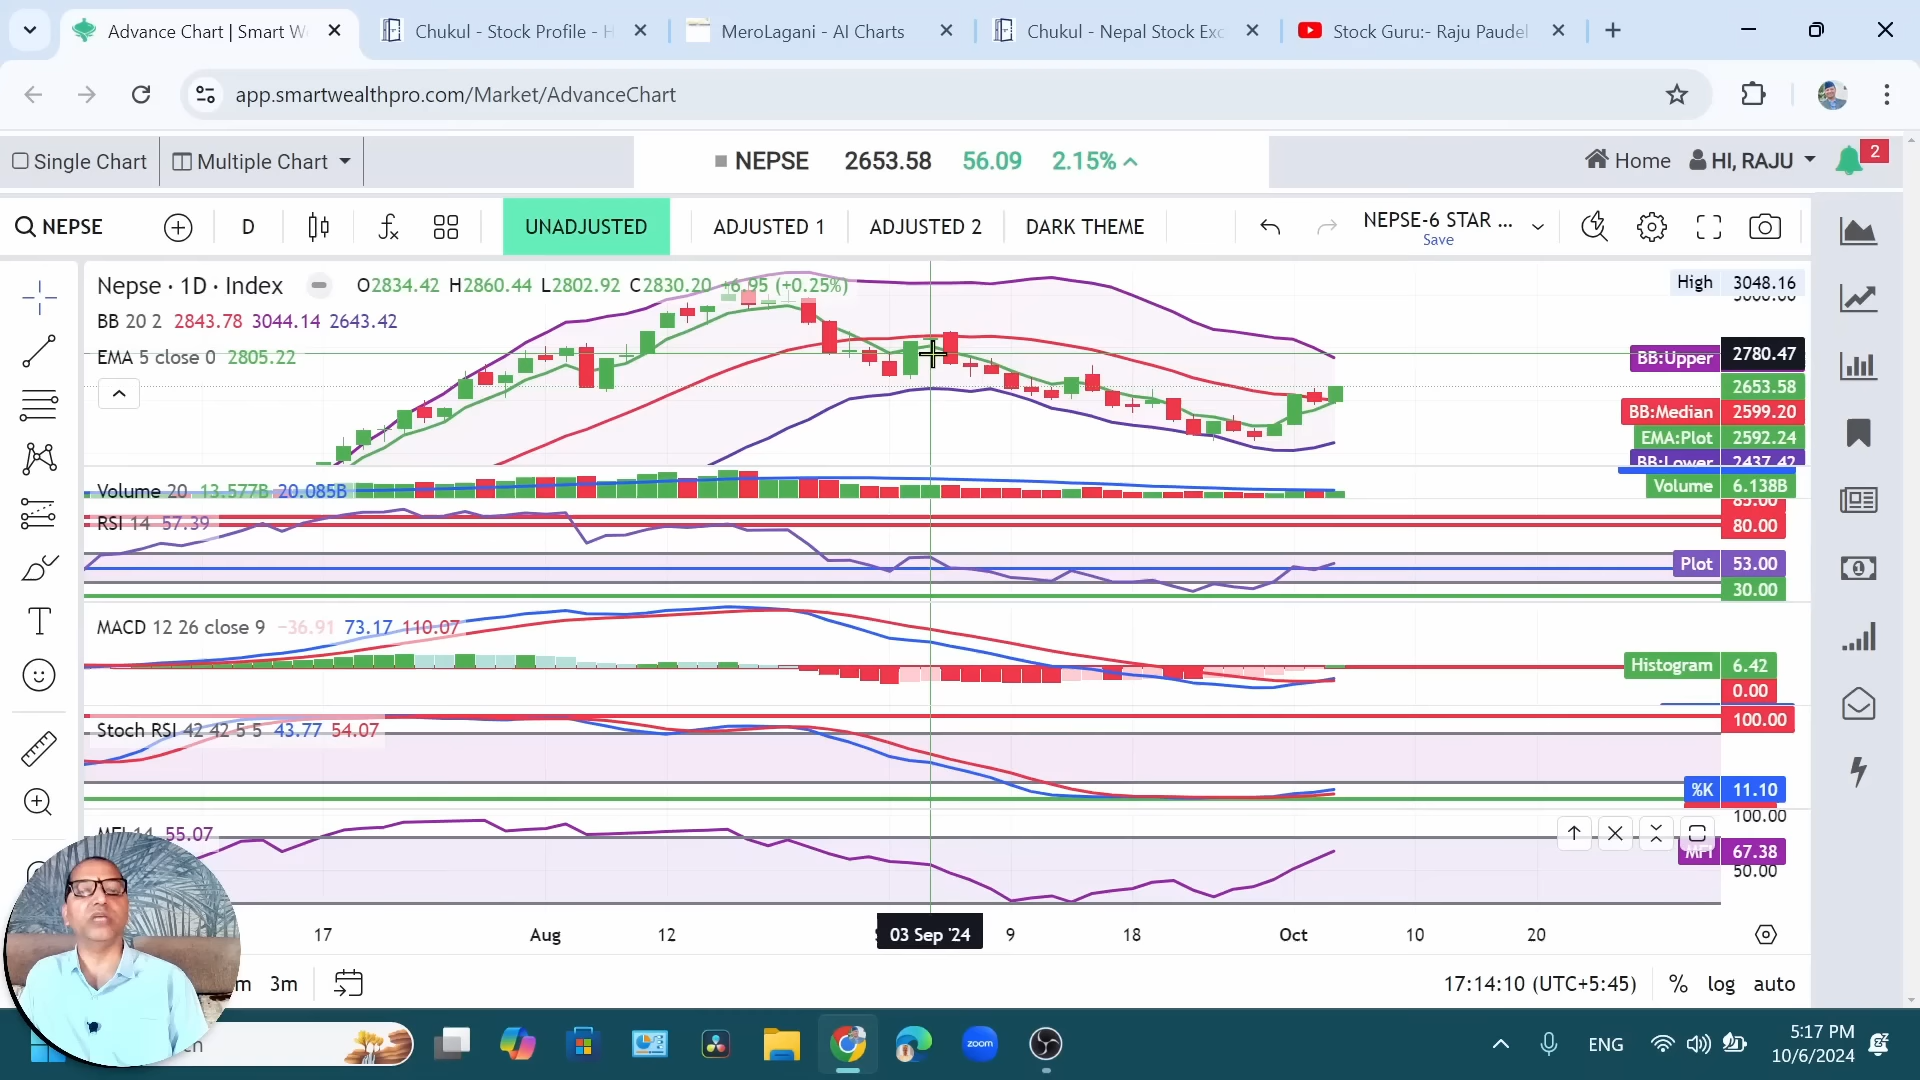 Advance Chart | Smart W
Chukul - Stock Profile - H
MeroLagani - AI Charts
Chukul - Nepal Stock Exc
Stock Guru:- Raju Paudel
app.smartwealthpro.com/Market/AdvanceChart
Single Chart
Multiple Chart
NEPSE 2653.58 56.09 2.15%
Home
HI, RAJU
2
NEPSE
D
UNADJUSTED
ADJUSTED 1
ADJUSTED 2
DARK THEME
NEPSE-6 STAR ...
Save
Nepse · 1D · Index O2834.42 H2860.44 L2802.92 C2830.20 +6.95 (+0.25%)
High 3048.16
BB 20 2 2843.78 3044.14 2643.42
EMA 5 close 0 2805.22
BB:Upper 2780.47
2653.58
BB:Median 2599.20
EMA:Plot 2592.24
BB:Lower 2437.42
Volume 20 13.577B 20.085B
Volume 6.138B
85.00
RSI 14 57.39
80.00
Plot 53.00
30.00
MACD 12 26 close 9 −36.91 73.17 110.07
Histogram 6.42
0.00
Stoch RSI 42 42 5 5 43.77 54.07
100.00
%K 11.10
100.00
MFI 14 55.07
MFI 67.38
50.00
17 Aug 12 03 Sep '24 9 18 Oct 10 20
m 3m
17:14:10 (UTC+5:45) % log auto
zoom
ENG
5:17 PM
10/6/2024